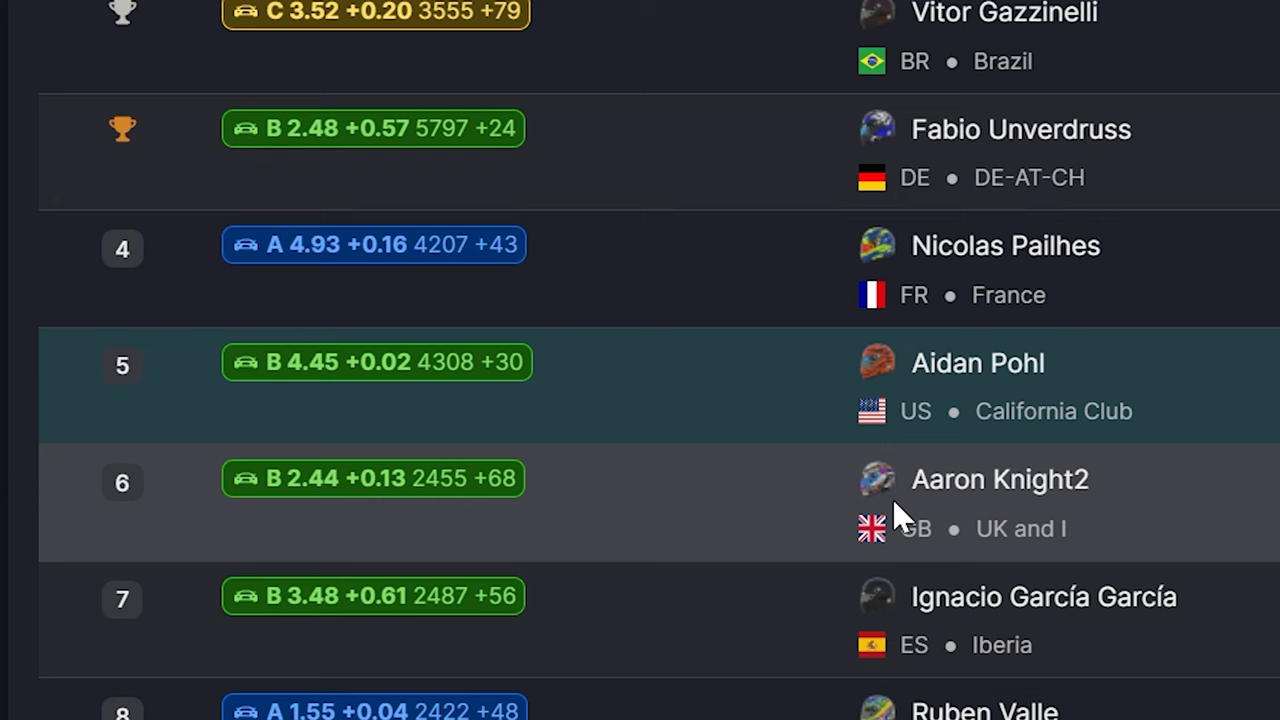 C 3.52 +0.20 3555 +79 Vitor Gazzinelli
BR ● Brazil
B 2.48 +0.57 5797 +24 Fabio Unverdruss
DE ● DE-AT-CH
4 A 4.93 +0.16 4207 +43 Nicolas Pailhes
FR ● France
5 B 4.45 +0.02 4308 +30 Aidan Pohl
US ● California Club
6 B 2.44 +0.13 2455 +68 Aaron Knight2
GB ● UK and I
7 B 3.48 +0.61 2487 +56 Ignacio García García
ES ● Iberia
8 A 1.55 +0.04 2422 +48 Ruben Valle